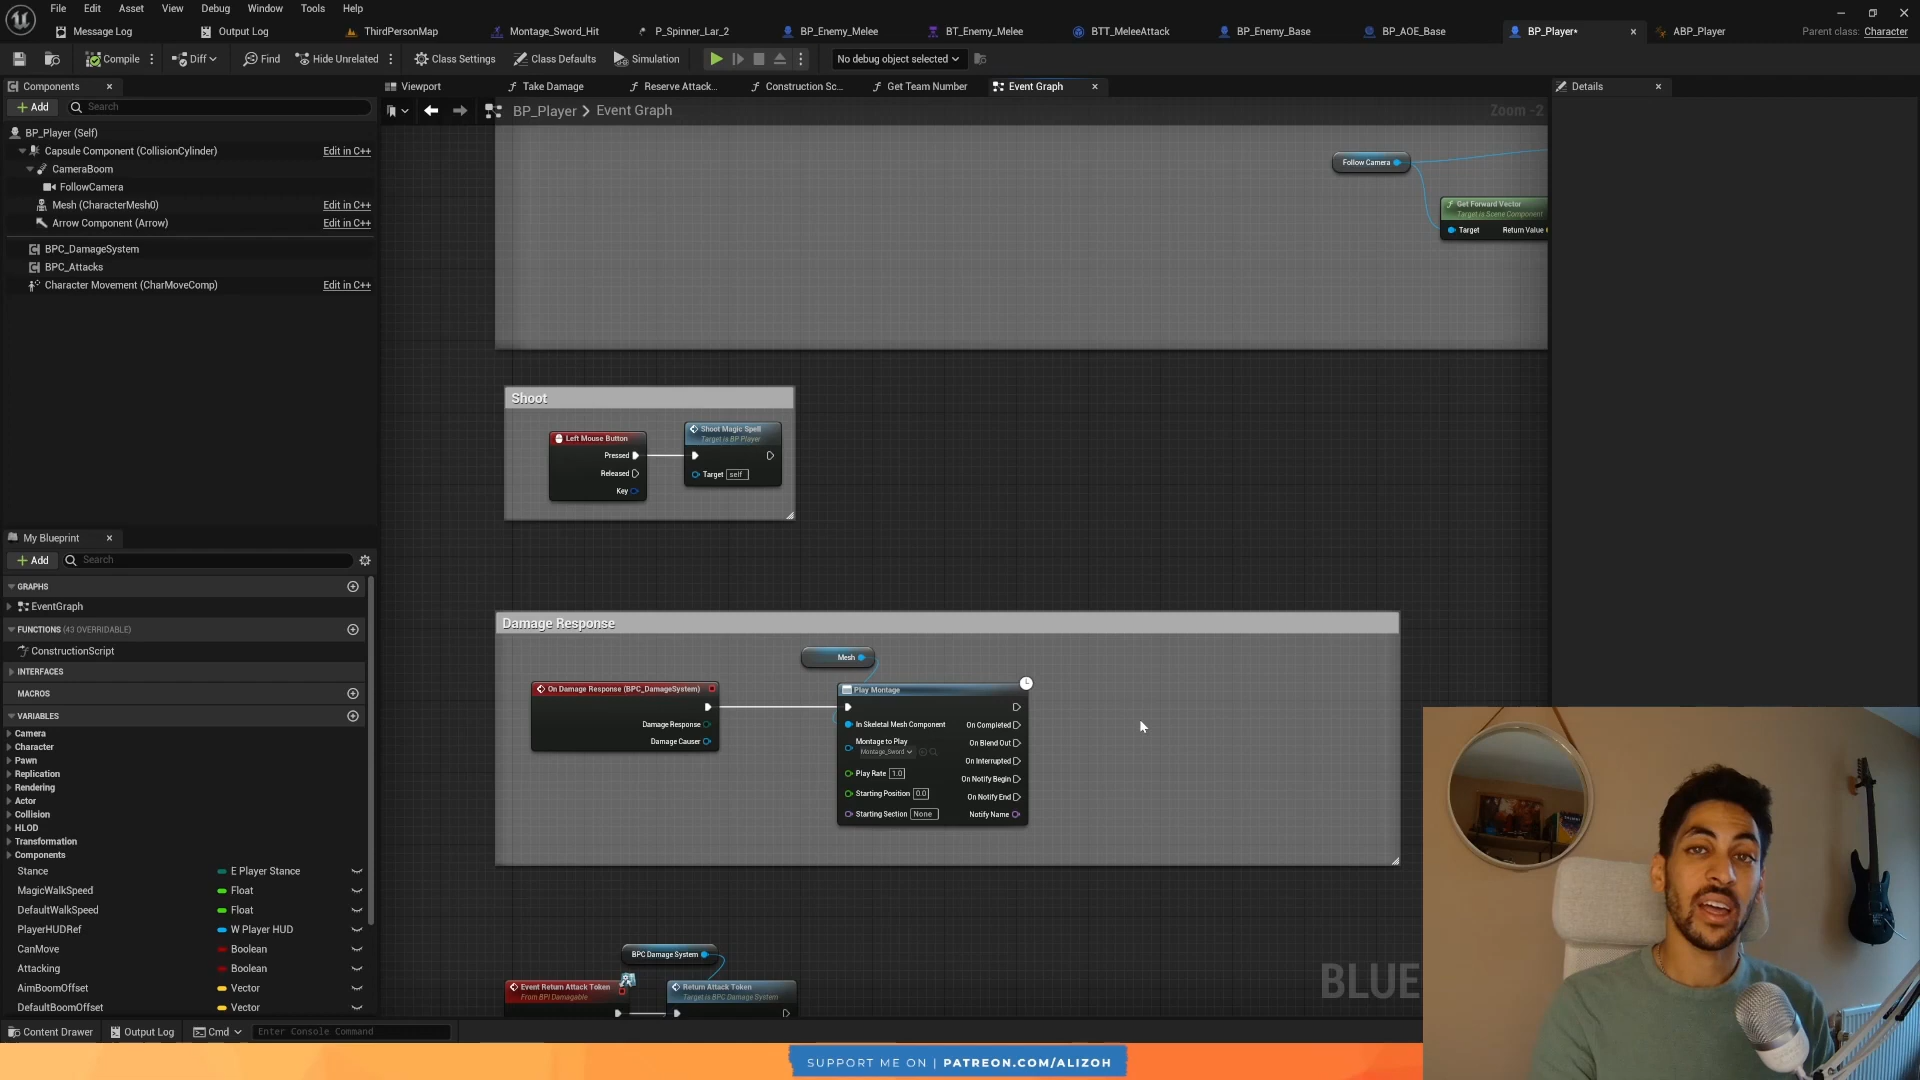 File Edit Asset View Debug Window Tools Help
Message Log
Output Log
ThirdPersonMap
Montage_Sword_Hit
P_Spinner_Lar_2
BP_Enemy_Melee
BT_Enemy_Melee
BTT_MeleeAttack
BP_Enemy_Base
BP_AOE_Base
BP_Player*
ABP_Player
Parent class: Character
Compile
Diff
Find
Hide Unrelated
Class Settings
Class Defaults
Simulation
No debug object selected
Components
Viewport
Take Damage
Reserve Attack...
Construction Sc...
Get Team Number
Event Graph
Details
Add
Search
BP_Player > Event Graph
Zoom -2
BP_Player (Self)
Capsule Component (CollisionCylinder) Edit in C++
CameraBoom
FollowCamera
Mesh (CharacterMesh0) Edit in C++
Arrow Component (Arrow) Edit in C++
BPC_DamageSystem
BPC_Attacks
Character Movement (CharMoveComp) Edit in C++
Follow Camera
Get Forward Vector
Target is Scene Component
Target Return Value
Shoot
Left Mouse Button
Pressed
Released
Key
Shoot Magic Spell
Target is BP Player
Target self
My Blueprint
Add
Search
GRAPHS
EventGraph
FUNCTIONS (43 OVERRIDABLE)
ConstructionScript
INTERFACES
MACROS
VARIABLES
Camera
Character
Pawn
Replication
Rendering
Actor
Collision
HLOD
Transformation
Components
Stance E Player Stance
MagicWalkSpeed Float
DefaultWalkSpeed Float
PlayerHUDRef W Player HUD
CanMove Boolean
Attacking Boolean
AimBoomOffset Vector
DefaultBoomOffset Vector
Damage Response
Mesh
On Damage Response (BPC_DamageSystem)
Damage Response
Damage Causer
Play Montage
In Skeletal Mesh Component
Montage to Play
Montage_Sword
Play Rate 1.0
Starting Position 0.0
Starting Section None
On Completed
On Blend Out
On Interrupted
On Notify Begin
On Notify End
Notify Name
BPC Damage System
Event Return Attack Token
From BPI Damagable
Return Attack Token
Target is BPC Damage System
BLUE
Content Drawer
Output Log
Cmd
Enter Console Command
SUPPORT ME ON | PATREON.COM/ALIZOH